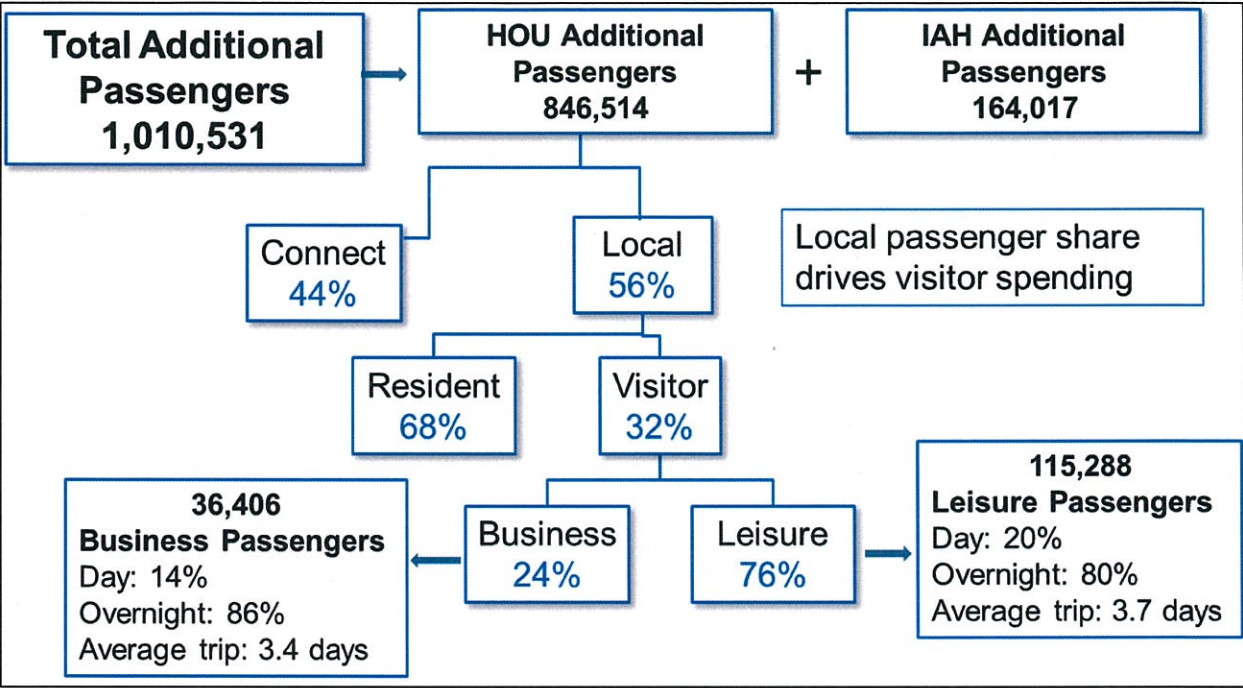 Total Additional
Passengers
1,010,531
HOU Additional
Passengers
846,514
+
IAH Additional
Passengers
164,017
Connect
44%
Local
56%
Local passenger share
drives visitor spending
Resident
68%
Visitor
32%
36,406
Business Passengers
Day: 14%
Overnight: 86%
Average trip: 3.4 days
Business
24%
Leisure
76%
115,288
Leisure Passengers
Day: 20%
Overnight: 80%
Average trip: 3.7 days